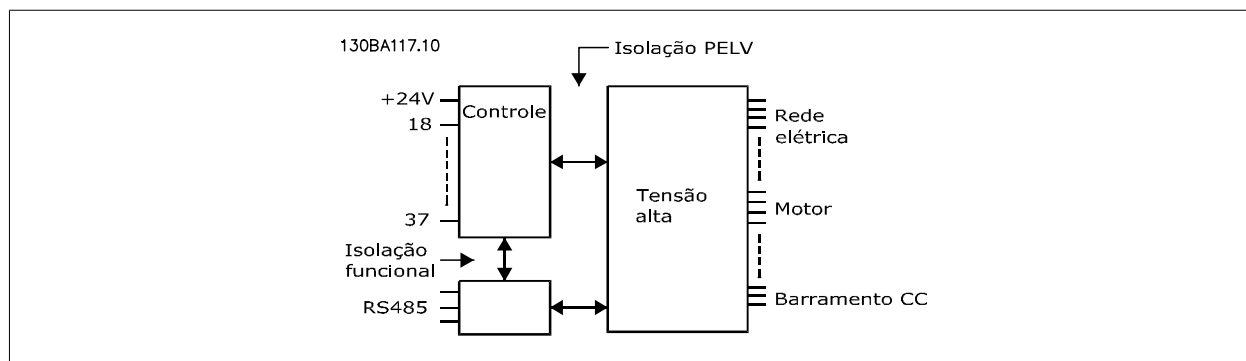 130BA117.10
Isolação PELV
+24V
Controle
18
37
Tensão
alta
Rede
elétrica
Motor
Isolação
funcional
RS485
Barramento CC